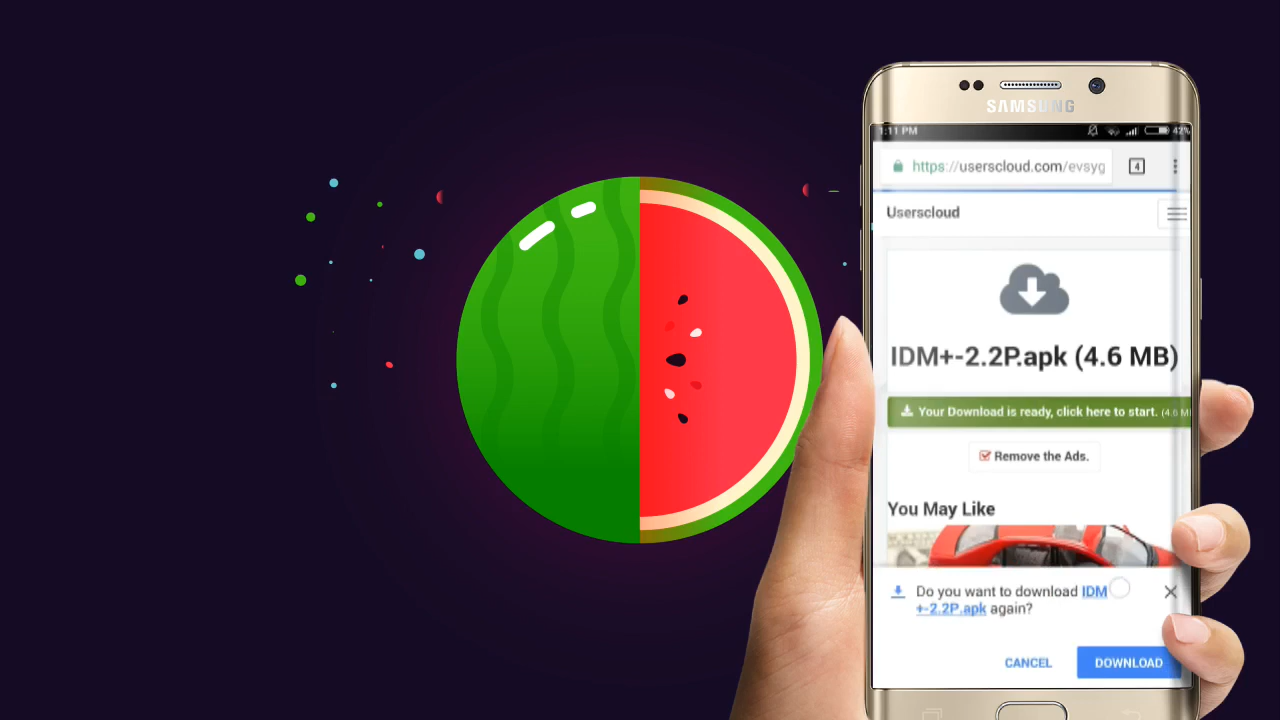 SAMSUNG
1:11 PM
42%
https://userscloud.com/evsyg
4
Userscloud
IDM+-2.2P.apk (4.6 MB)
Your Download is ready, click here to start. (4.6 M
Remove the Ads.
You May Like
Do you want to download IDM
+-2.2P.apk again?
CANCEL
DOWNLOAD